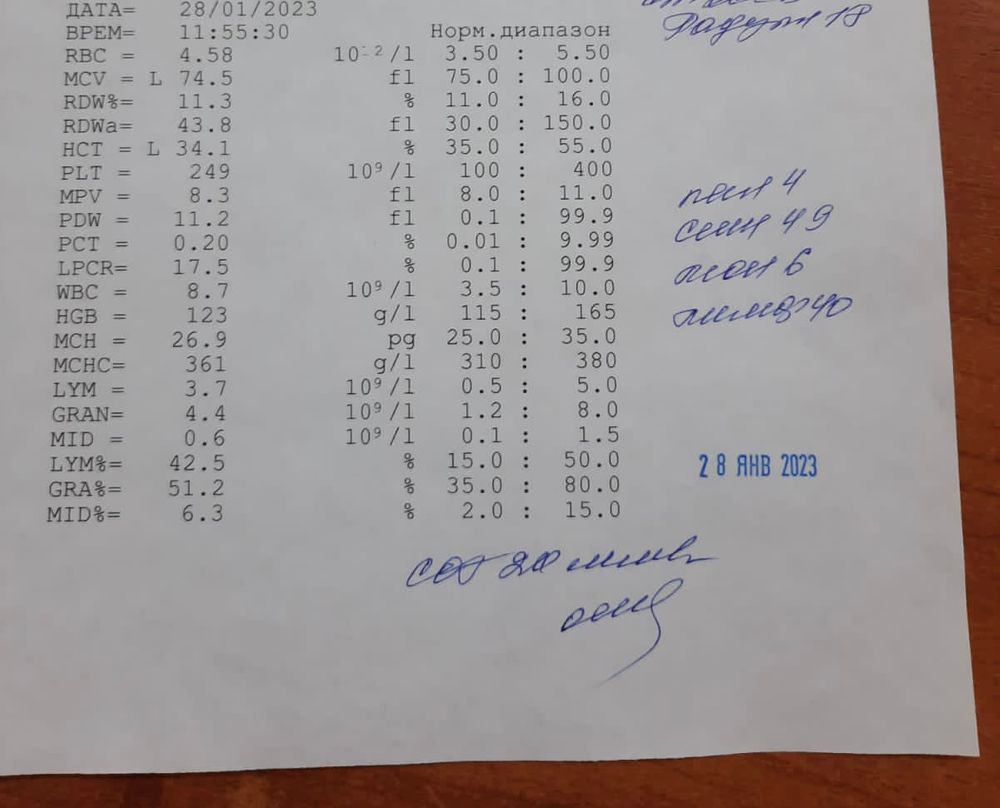 ДАТА= 28/01/2023
ВРЕМ= 11:55:30 Норм.диапазон
RBC = 4.58 10¹²/l 3.50 : 5.50
MCV = L 74.5 fl 75.0 : 100.0
RDW%= 11.3 % 11.0 : 16.0
RDWa= 43.8 fl 30.0 : 150.0
HCT = L 34.1 % 35.0 : 55.0
PLT = 249 10⁹/l 100 : 400
MPV = 8.3 fl 8.0 : 11.0
PDW = 11.2 fl 0.1 : 99.9
PCT = 0.20 % 0.01 : 9.99
LPCR= 17.5 % 0.1 : 99.9
WBC = 8.7 10⁹/l 3.5 : 10.0
HGB = 123 g/l 115 : 165
MCH = 26.9 pg 25.0 : 35.0
MCHC= 361 g/l 310 : 380
LYM = 3.7 10⁹/l 0.5 : 5.0
GRAN= 4.4 10⁹/l 1.2 : 8.0
MID = 0.6 10⁹/l 0.1 : 1.5
LYM%= 42.5 % 15.0 : 50.0
GRA%= 51.2 % 35.0 : 80.0
MID%= 6.3 % 2.0 : 15.0
18
пал 4
сегм 49
мон 6
лимф 40
28 ЯНВ 2023
соэ 20 мм/ч